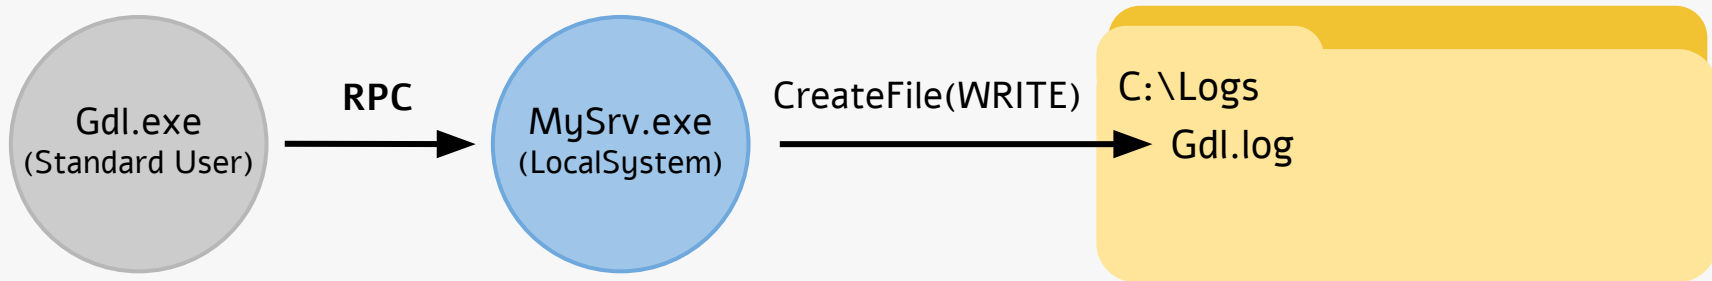 Gdl.exe
(Standard User)
RPC
MySrv.exe
(LocalSystem)
CreateFile(WRITE)
C:\Logs
Gdl.log